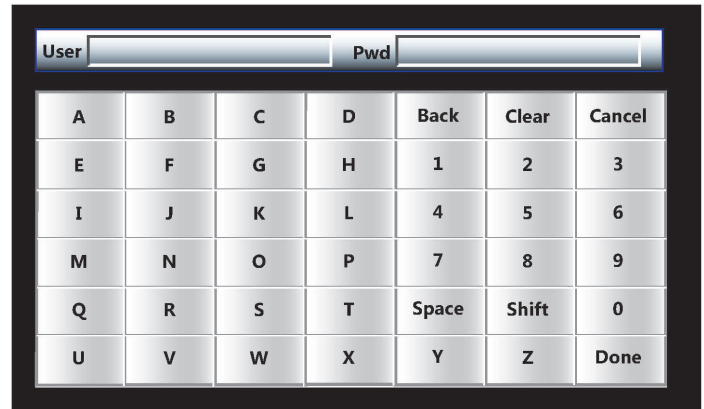 User Pwd
A B C D Back Clear Cancel
E F G H 1 2 3
I J K L 4 5 6
M N O P 7 8 9
Q R S T Space Shift 0
U V W X Y Z Done